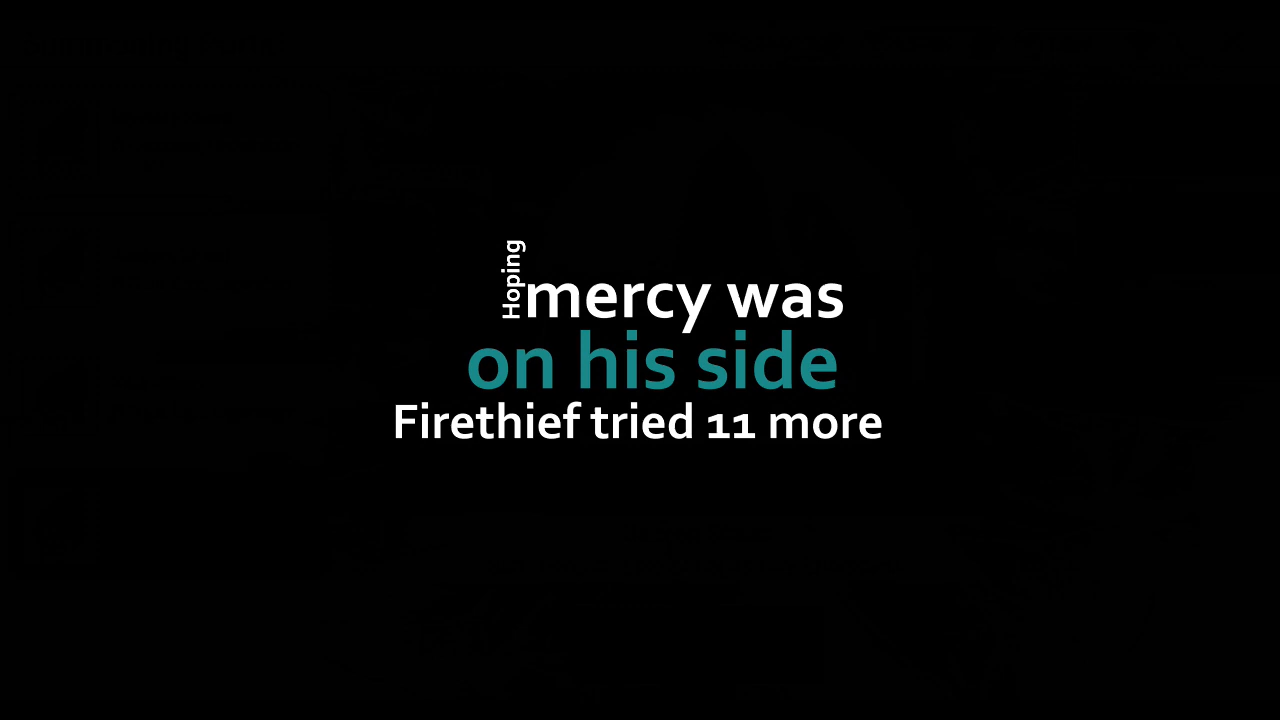 Hoping
mercy was
on his side
Firethief tried 11 more